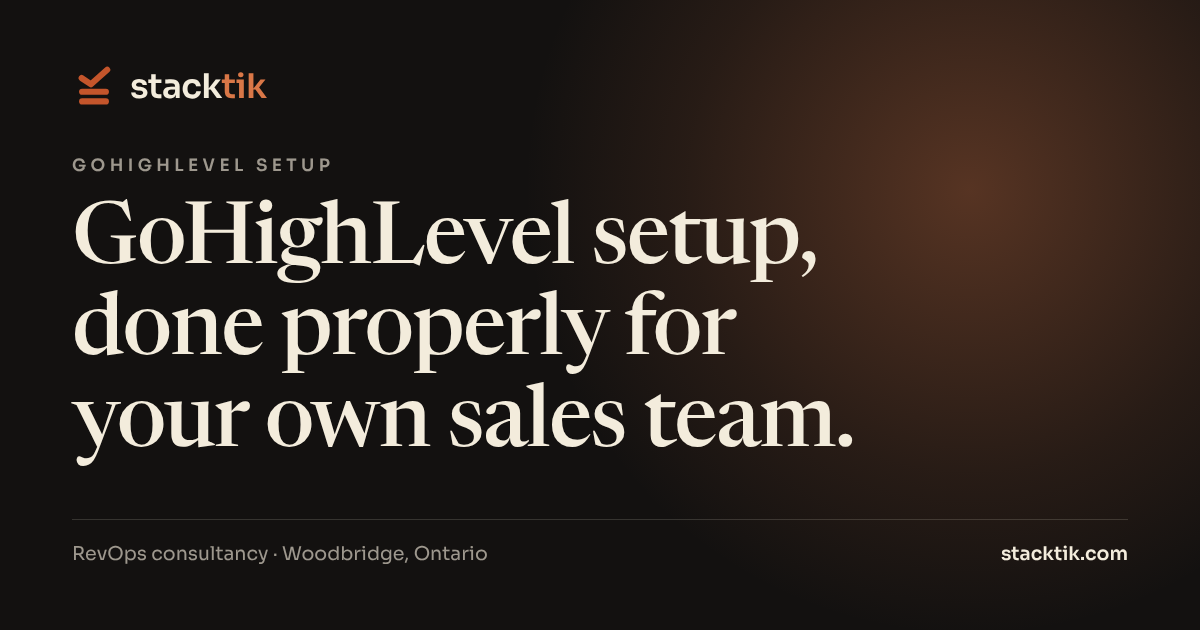 stacktik
GOHIGHLEVEL SETUP
GoHighLevel setup,
done properly for
your own sales team.
RevOps consultancy · Woodbridge, Ontario
stacktik.com